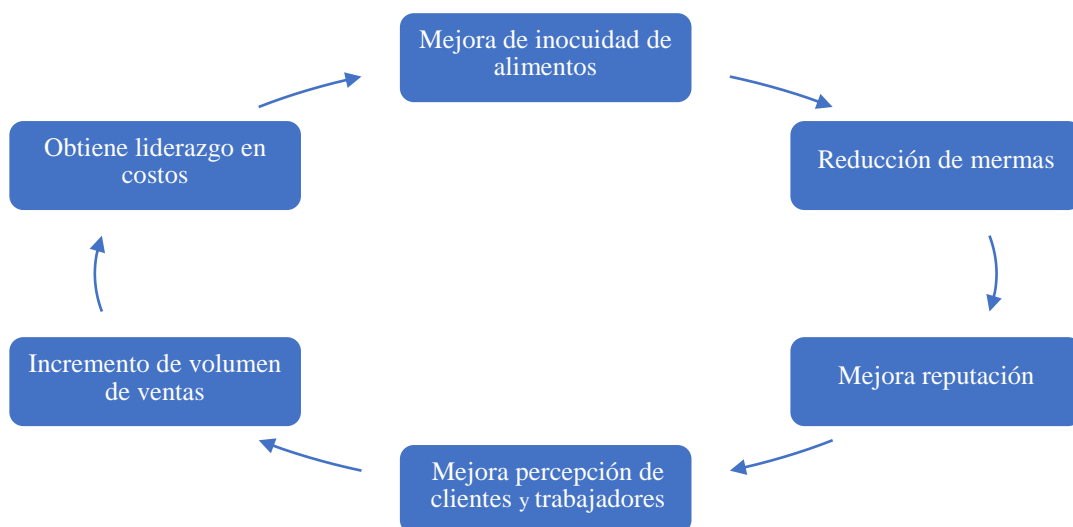 Mejora de inocuidad de
alimentos
Reducción de mermas
Mejora reputación
Mejora percepción de
clientes y trabajadores
Incremento de volumen
de ventas
Obtiene liderazgo en
costos